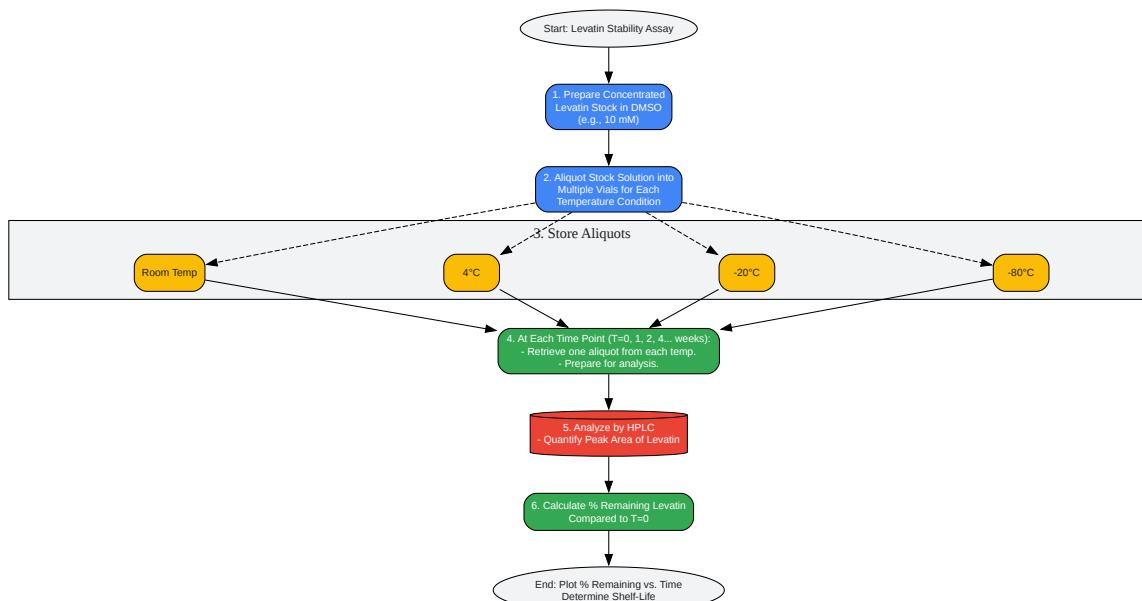 Start: Levatin Stability Assay
1. Prepare Concentrated
Levatin Stock in DMSO
(e.g., 10 mM)
2. Aliquot Stock Solution into
Multiple Vials for Each
Temperature Condition
3. Store Aliquots
Room Temp
4°C
-20°C
-80°C
4. At Each Time Point (T=0, 1, 2, 4... weeks):
- Retrieve one aliquot from each temp.
- Prepare for analysis.
5. Analyze by HPLC
- Quantify Peak Area of Levatin
6. Calculate % Remaining Levatin
Compared to T=0
End: Plot % Remaining vs. Time
Determine Shelf-Life